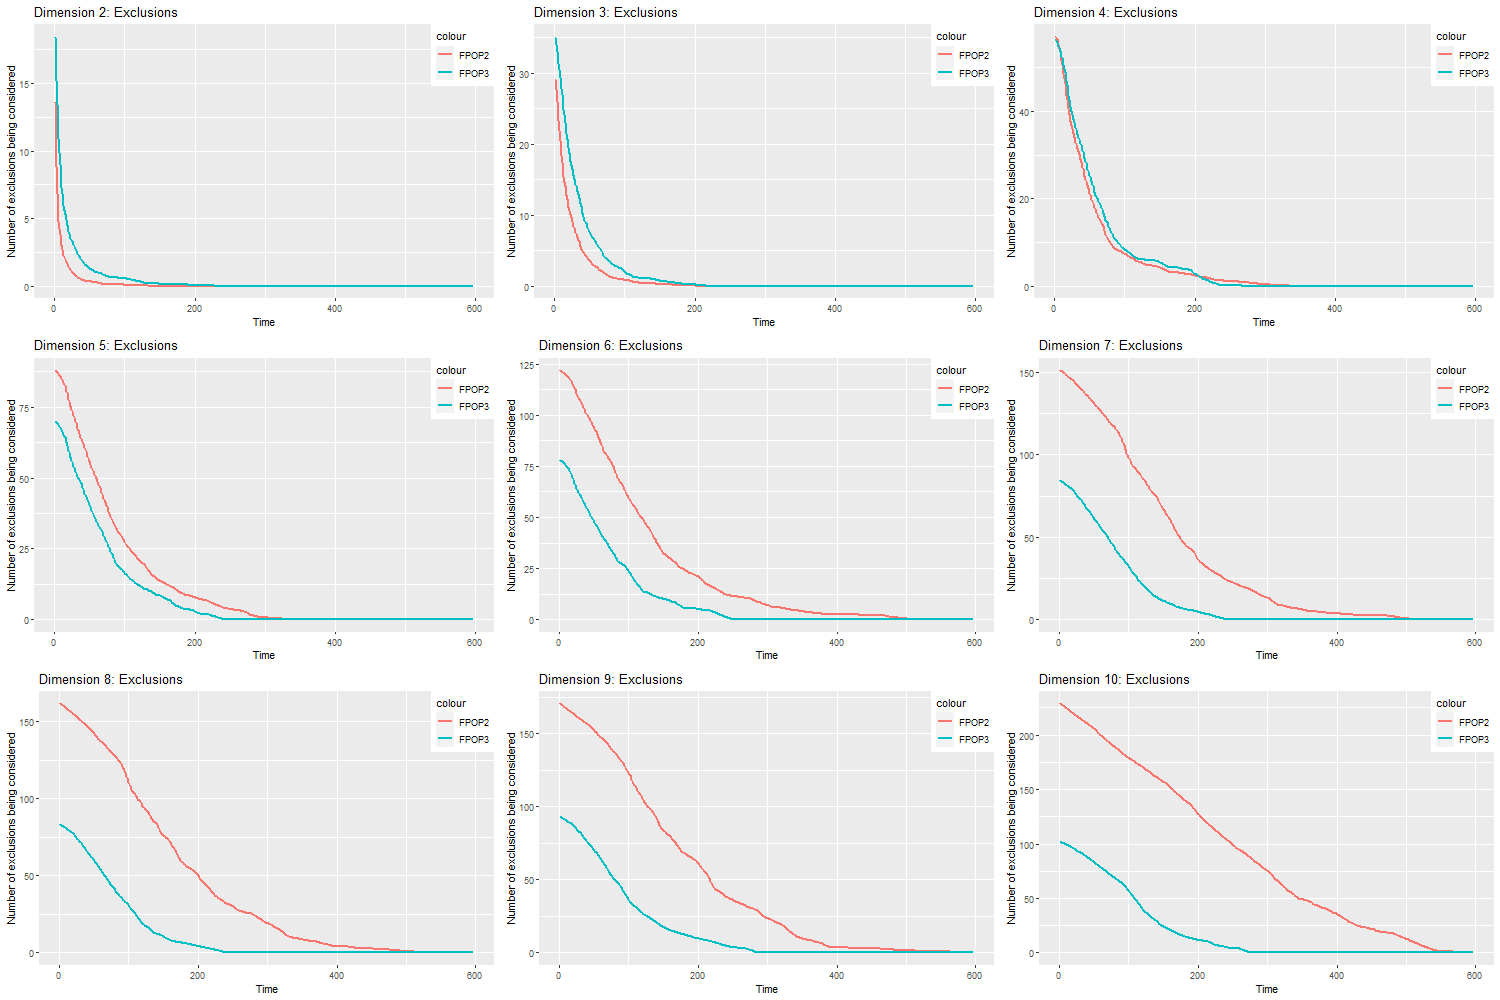 Dimension 2: Exclusions
Number of exclusions being considered
15
10
5
0
0
200
400
600
Time
colour
FPOP2
FPOP3
Dimension 3: Exclusions
Number of exclusions being considered
30
20
10
0
0
200
400
600
Time
colour
FPOP2
FPOP3
Dimension 4: Exclusions
Number of exclusions being considered
40
20
0
0
200
400
600
Time
colour
FPOP2
FPOP3
Dimension 5: Exclusions
Number of exclusions being considered
75
50
25
0
0
200
400
600
Time
colour
FPOP2
FPOP3
Dimension 6: Exclusions
Number of exclusions being considered
125
100
75
50
25
0
0
200
400
600
Time
colour
FPOP2
FPOP3
Dimension 7: Exclusions
Number of exclusions being considered
150
100
50
0
0
200
400
600
Time
colour
FPOP2
FPOP3
Dimension 8: Exclusions
Number of exclusions being considered
150
100
50
0
0
200
400
600
Time
colour
FPOP2
FPOP3
Dimension 9: Exclusions
Number of exclusions being considered
150
100
50
0
0
200
400
600
Time
colour
FPOP2
FPOP3
Dimension 10: Exclusions
Number of exclusions being considered
200
150
100
50
0
0
200
400
600
Time
colour
FPOP2
FPOP3